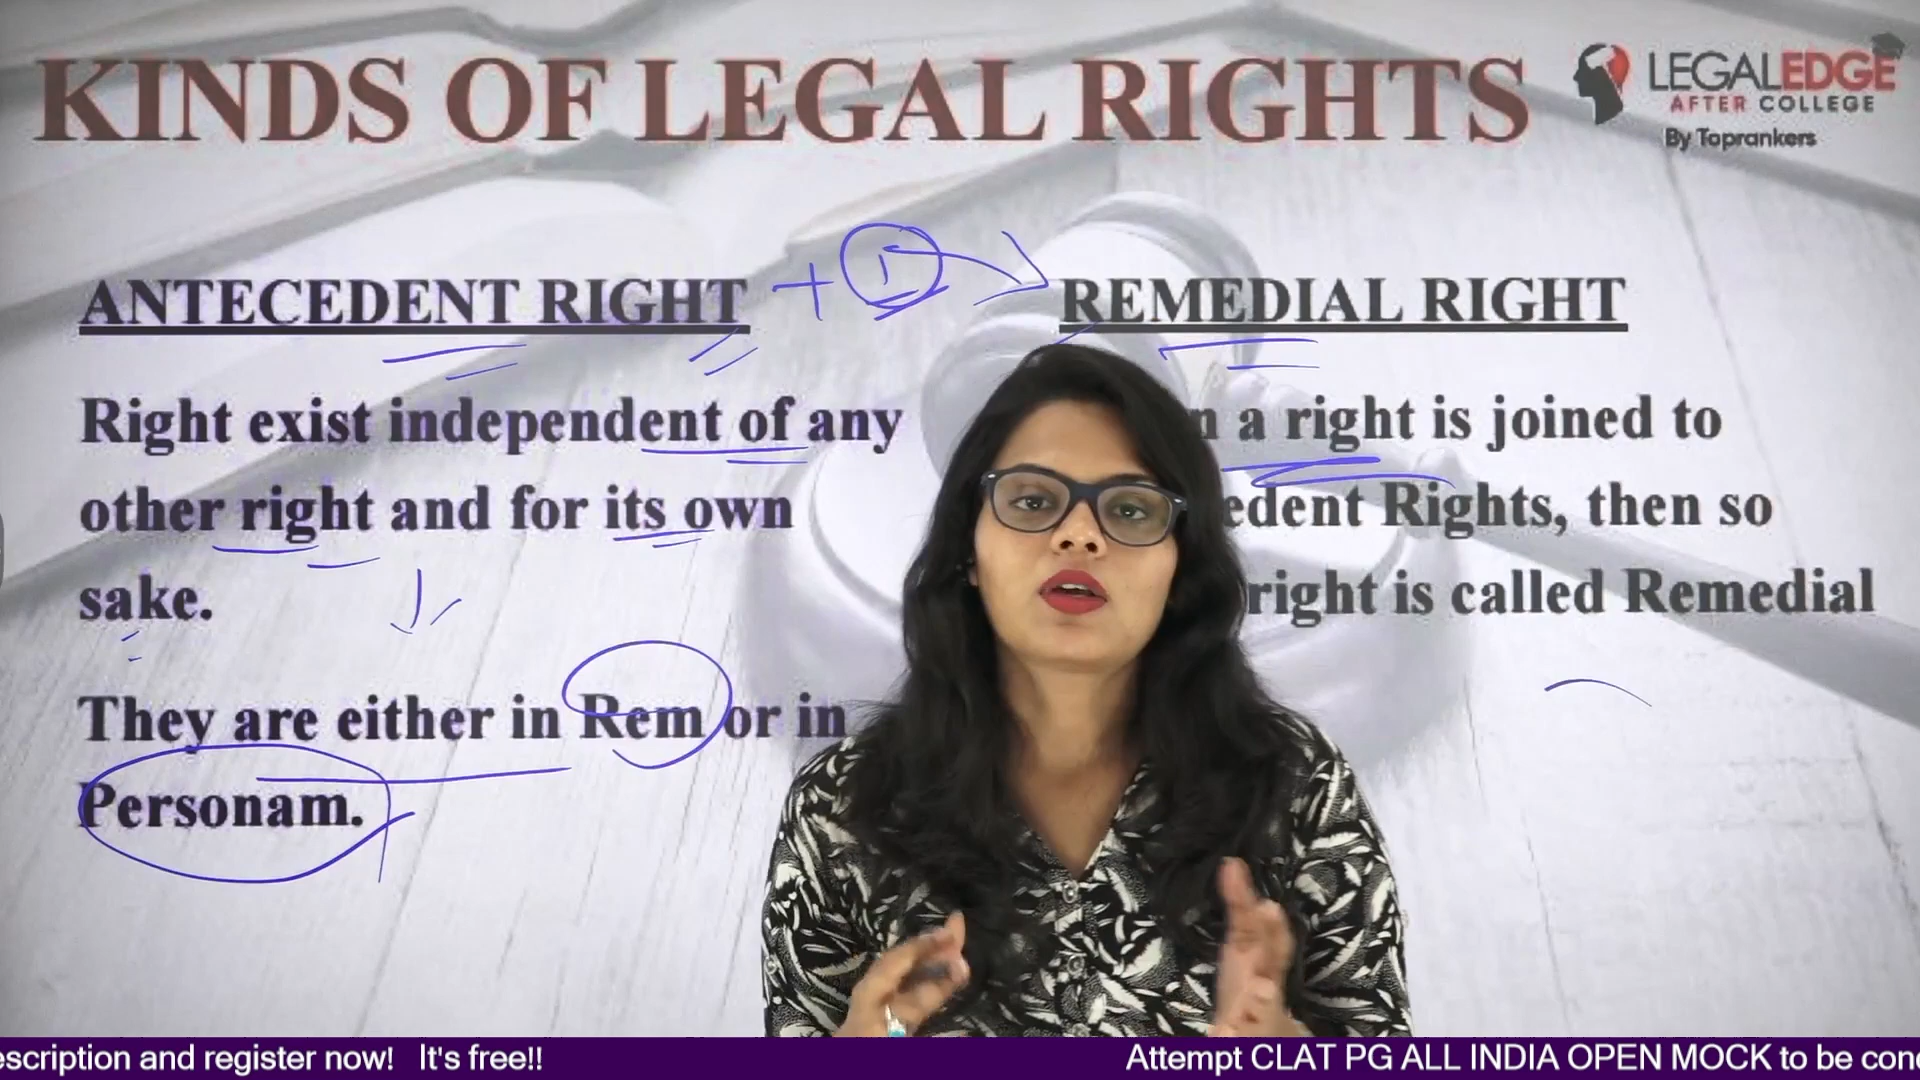 KINDS OF LEGAL RIGHTS
LEGALEDGE
AFTER COLLEGE
By Toprankers
ANTECEDENT RIGHT + 1
REMEDIAL RIGHT
Right exist independent of any
other right and for its own
sake.
They are either in Rem or in
Personam.
a right is joined to
Rights, then so
right is called Remedial
and register now! It's free!!
Attempt CLAT PG ALL INDIA OPEN MOCK to be